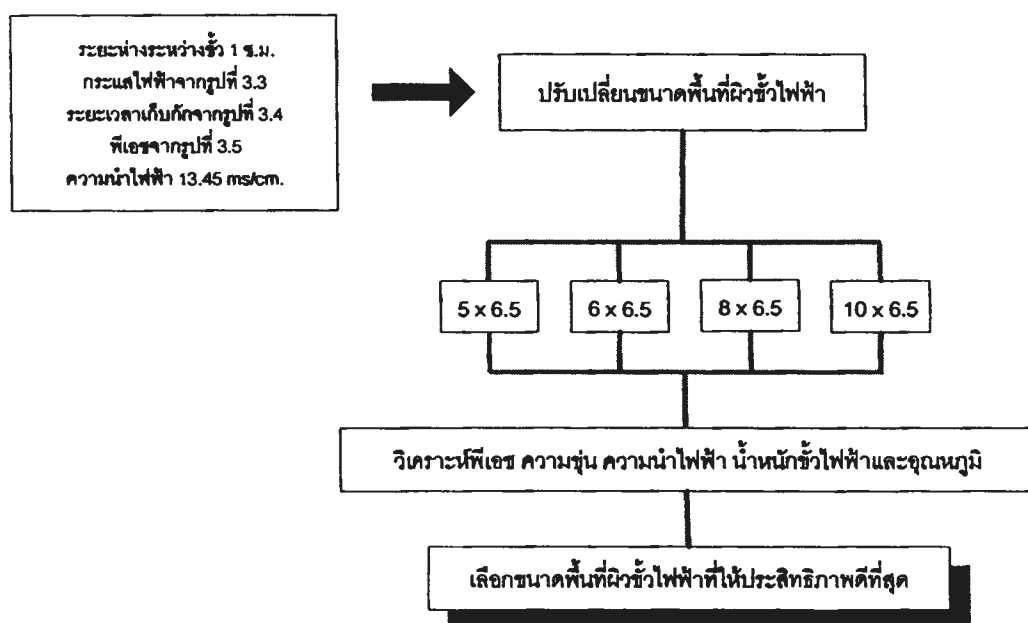 ระยะห่างระหว่างขั้ว 1 ซ.ม.
กระแสไฟฟ้าจากรูปที่ 3.3
ระยะเวลาเก็บกักจากรูปที่ 3.4
พีเอชจากรูปที่ 3.5
ความนำไฟฟ้า 13.45 ms/cm.
ปรับเปลี่ยนขนาดพื้นที่ผิวขั้วไฟฟ้า
5 x 6.5
6 x 6.5
8 x 6.5
10 x 6.5
วิเคราะห์พีเอช ความขุ่น ความนำไฟฟ้า น้ำหนักขั้วไฟฟ้าและอุณหภูมิ
เลือกขนาดพื้นที่ผิวขั้วไฟฟ้าที่ให้ประสิทธิภาพดีที่สุด